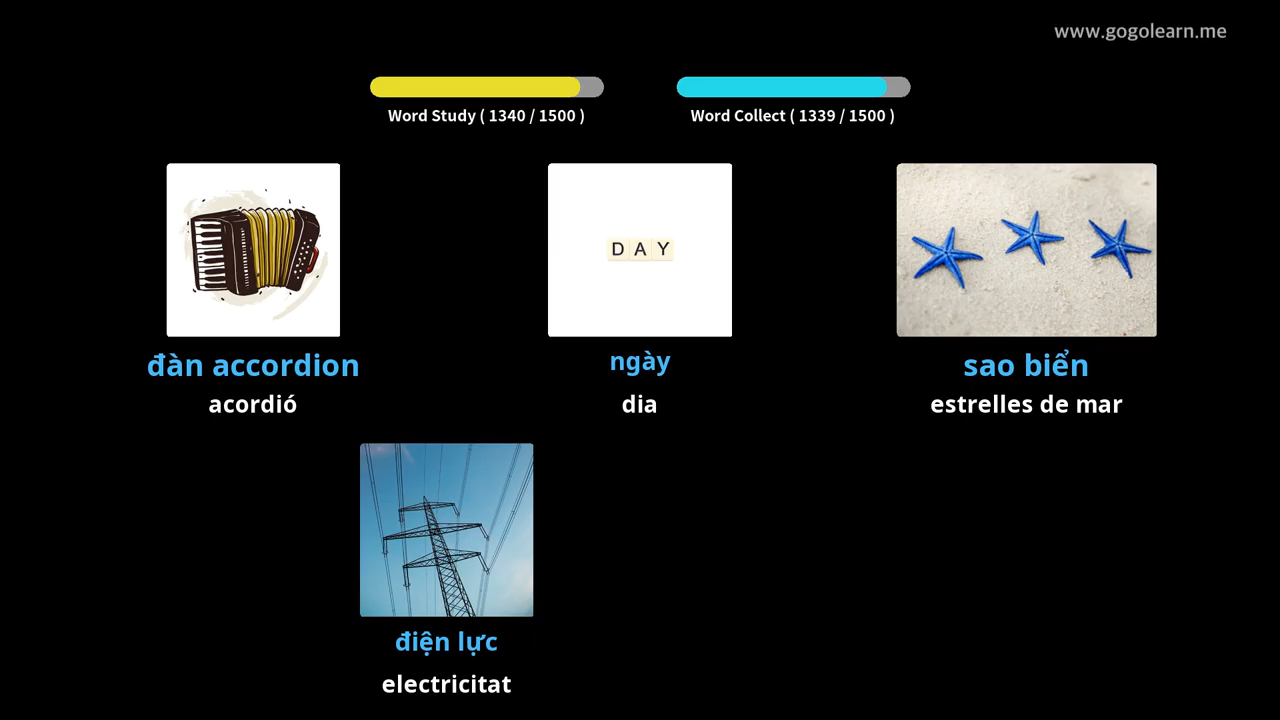 www.gogolearn.me
Word Study ( 1340 / 1500 )
Word Collect ( 1339 / 1500 )
DAY
đàn accordion
ngày
sao biển
acordió
dia
estrelles de mar
điện lực
electricitat